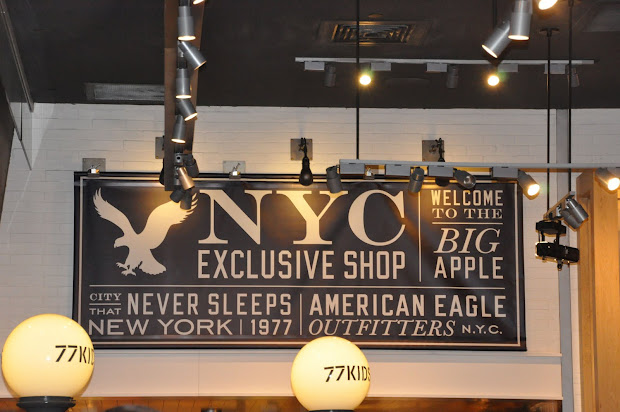 NYC
EXCLUSIVE SHOP
WELCOME
TO THE
BIG
APPLE
CITY
THAT
NEVER SLEEPS
NEW YORK | 1977
AMERICAN EAGLE
OUTFITTERS N.Y.C.
77KIDS
77KIDS